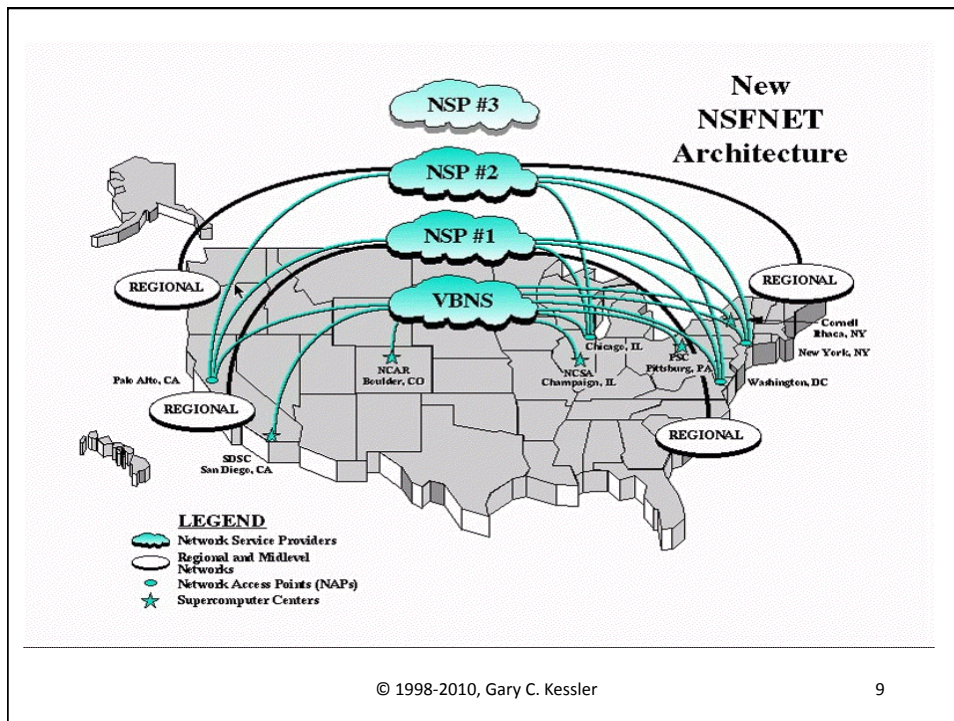 New
NSFNET
Architecture
NSP #3
NSP #2
NSP #1
VBNS
REGIONAL
REGIONAL
Cornell
Ithaca, NY
New York, NY
Chicago, IL
PSC
Pittsburg, PA
NCAR
Boulder, CO
NCSA
Champaign, IL
Palo Alto, CA
Washington, DC
REGIONAL
REGIONAL
SDSC
San Diego, CA
LEGEND
Network Service Providers
Regional and Midlevel
Networks
Network Access Points (NAPs)
Supercomputer Centers
© 1998-2010, Gary C. Kessler
9